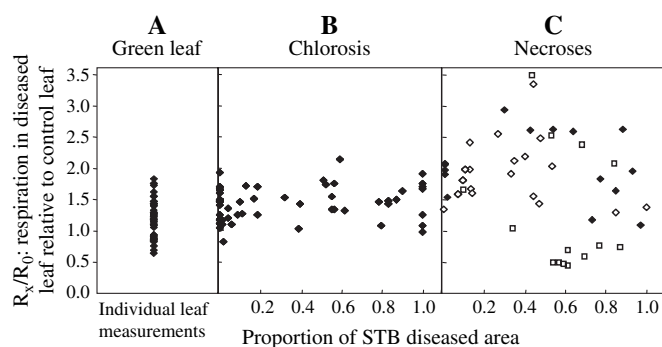 A
B
C
Green leaf
Chlorosis
Necroses
R_x/R_0: respiration in diseased
leaf relative to control leaf
3.5
3.0
2.5
2.0
1.5
1.0
0.5
0.0
Individual leaf
measurements
0.2 0.4 0.6 0.8 1.0
0.2 0.4 0.6 0.8 1.0
Proportion of STB diseased area